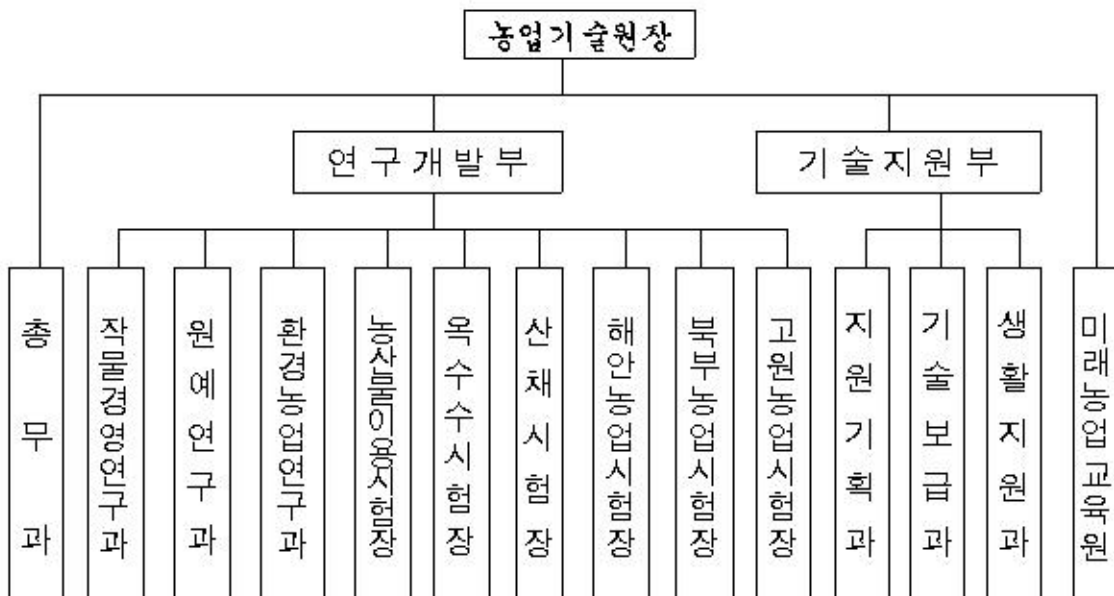 농업기술원장
연구개발부
기술지원부
총무과
작물경영연구과
원예연구과
환경농업연구과
농산물이용시험장
옥수수시험장
산채시험장
해안농업시험장
북부농업시험장
고원농업시험장
지원기획과
기술보급과
생활지원과
미래농업교육원